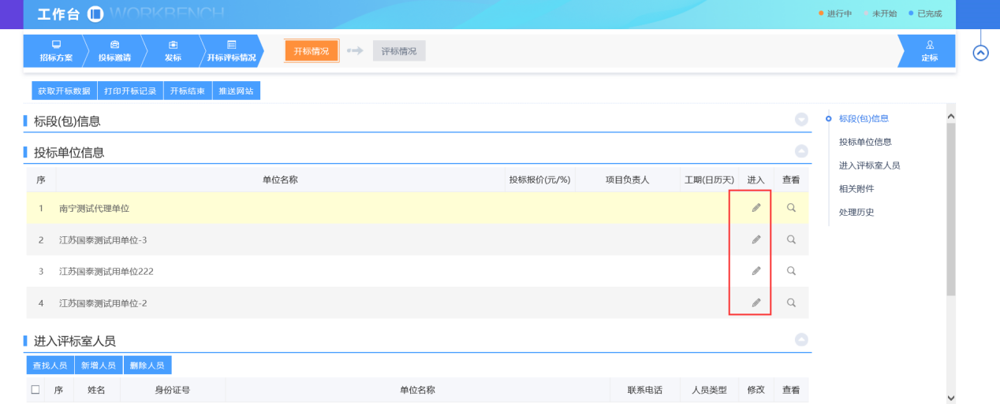 工作台 WORKBENCH
进行中 未开始 已完成
招标方案 投标邀请 发标 开标评标情况 开标情况 评标情况 定标
获取开标数据 打印开标记录 开标结束 推送网站
标段(包)信息
投标单位信息
序 单位名称 投标报价(元/%) 项目负责人 工期(日历天) 进入 查看
1 南宁测试代理单位
2 江苏国泰测试用单位-3
3 江苏国泰测试用单位222
4 江苏国泰测试用单位-2
进入评标室人员
查找人员 新增人员 删除人员
序 姓名 身份证号 单位名称 联系电话 人员类型 修改 查看
标段(包)信息
投标单位信息
进入评标室人员
相关附件
处理历史